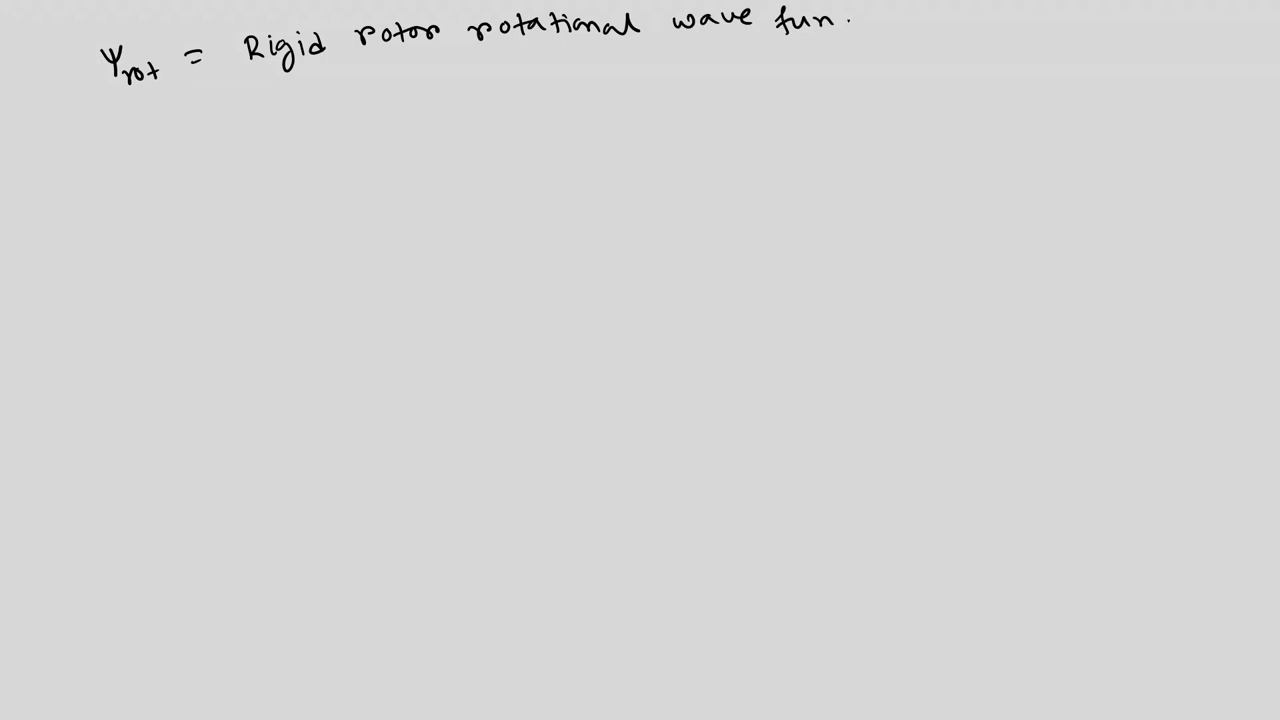 Ψrot = Rigid rotor rotational wave fun.